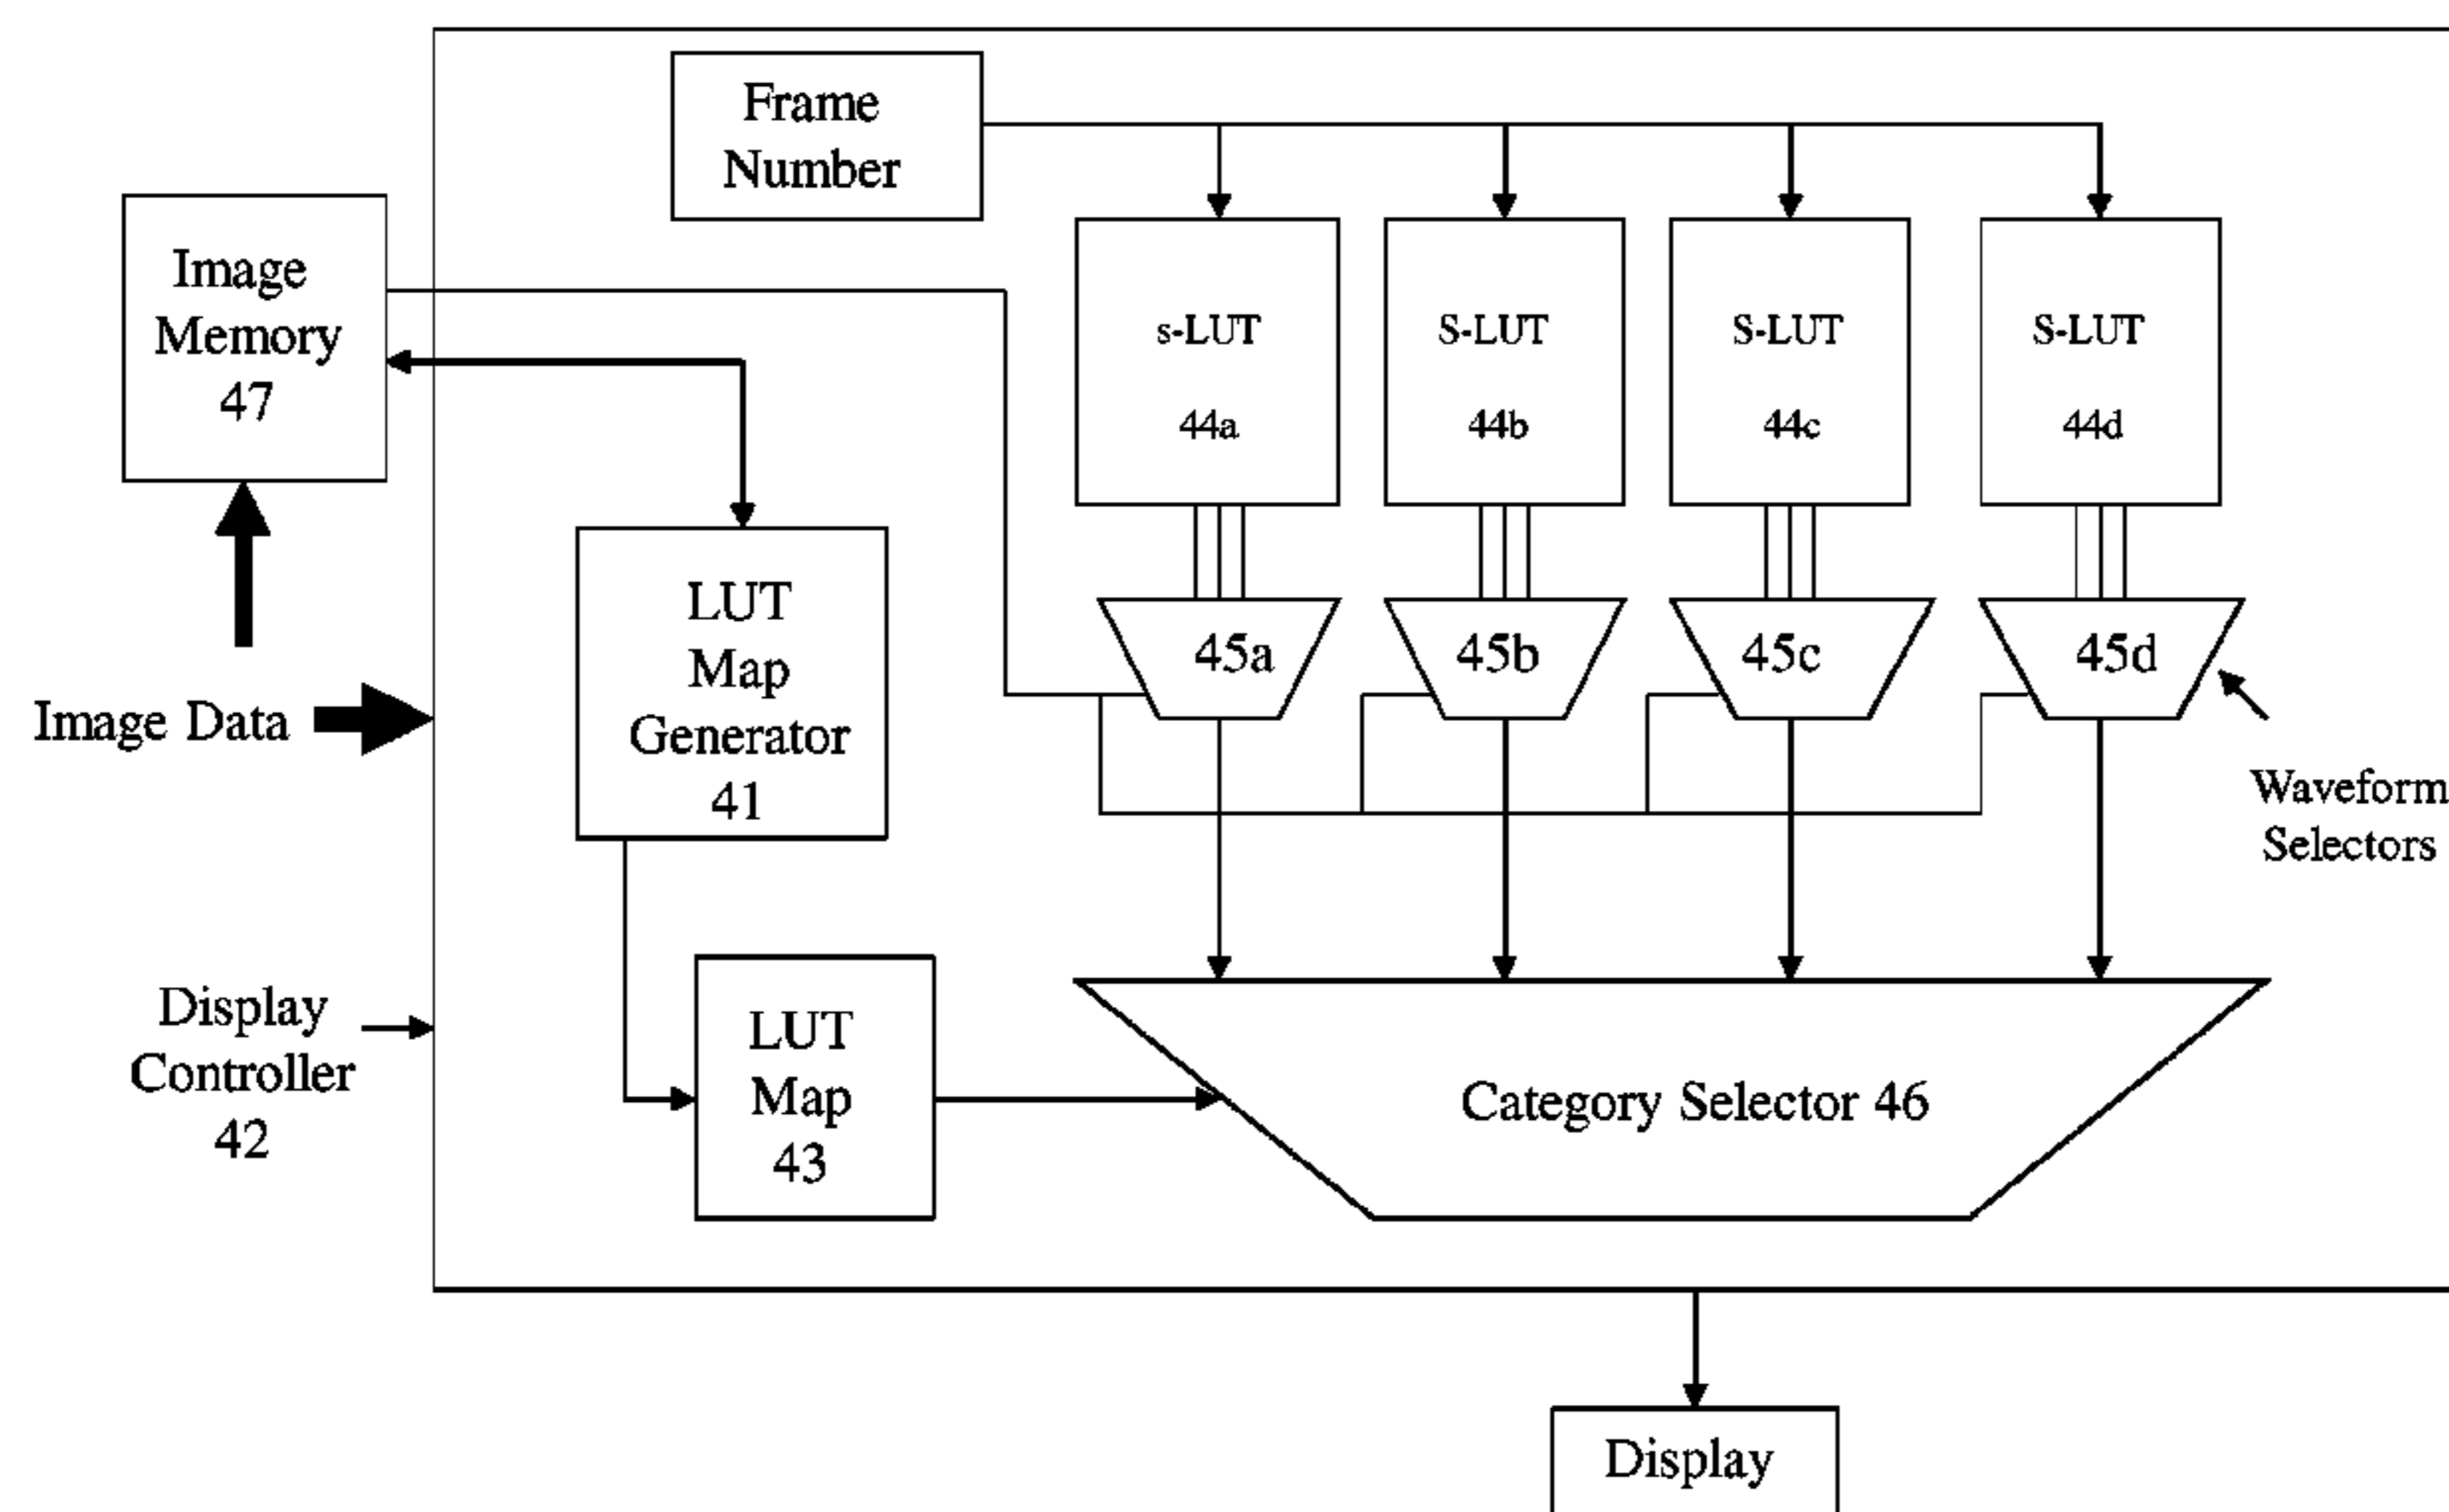 Frame
Number
Image
Memory
47
s-LUT
44a
S-LUT
44b
S-LUT
44c
S-LUT
44d
LUT
Map
Generator
41
45a
45b
45c
45d
Image Data
Waveform
Selectors
Display
Controller
42
LUT
Map
43
Category Selector 46
Display